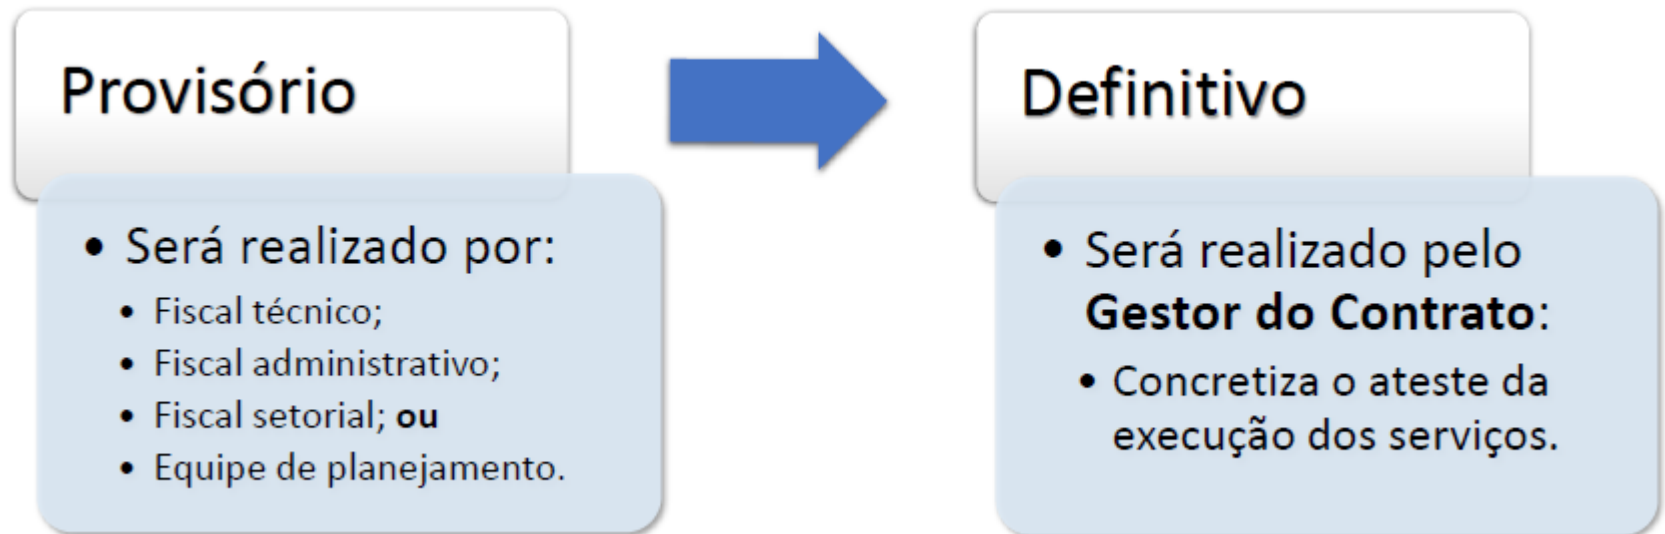 Provisório
• Será realizado por:
• Fiscal técnico;
• Fiscal administrativo;
• Fiscal setorial; ou
• Equipe de planejamento.
Definitivo
• Será realizado pelo
Gestor do Contrato:
• Concretiza o ateste da
execução dos serviços.